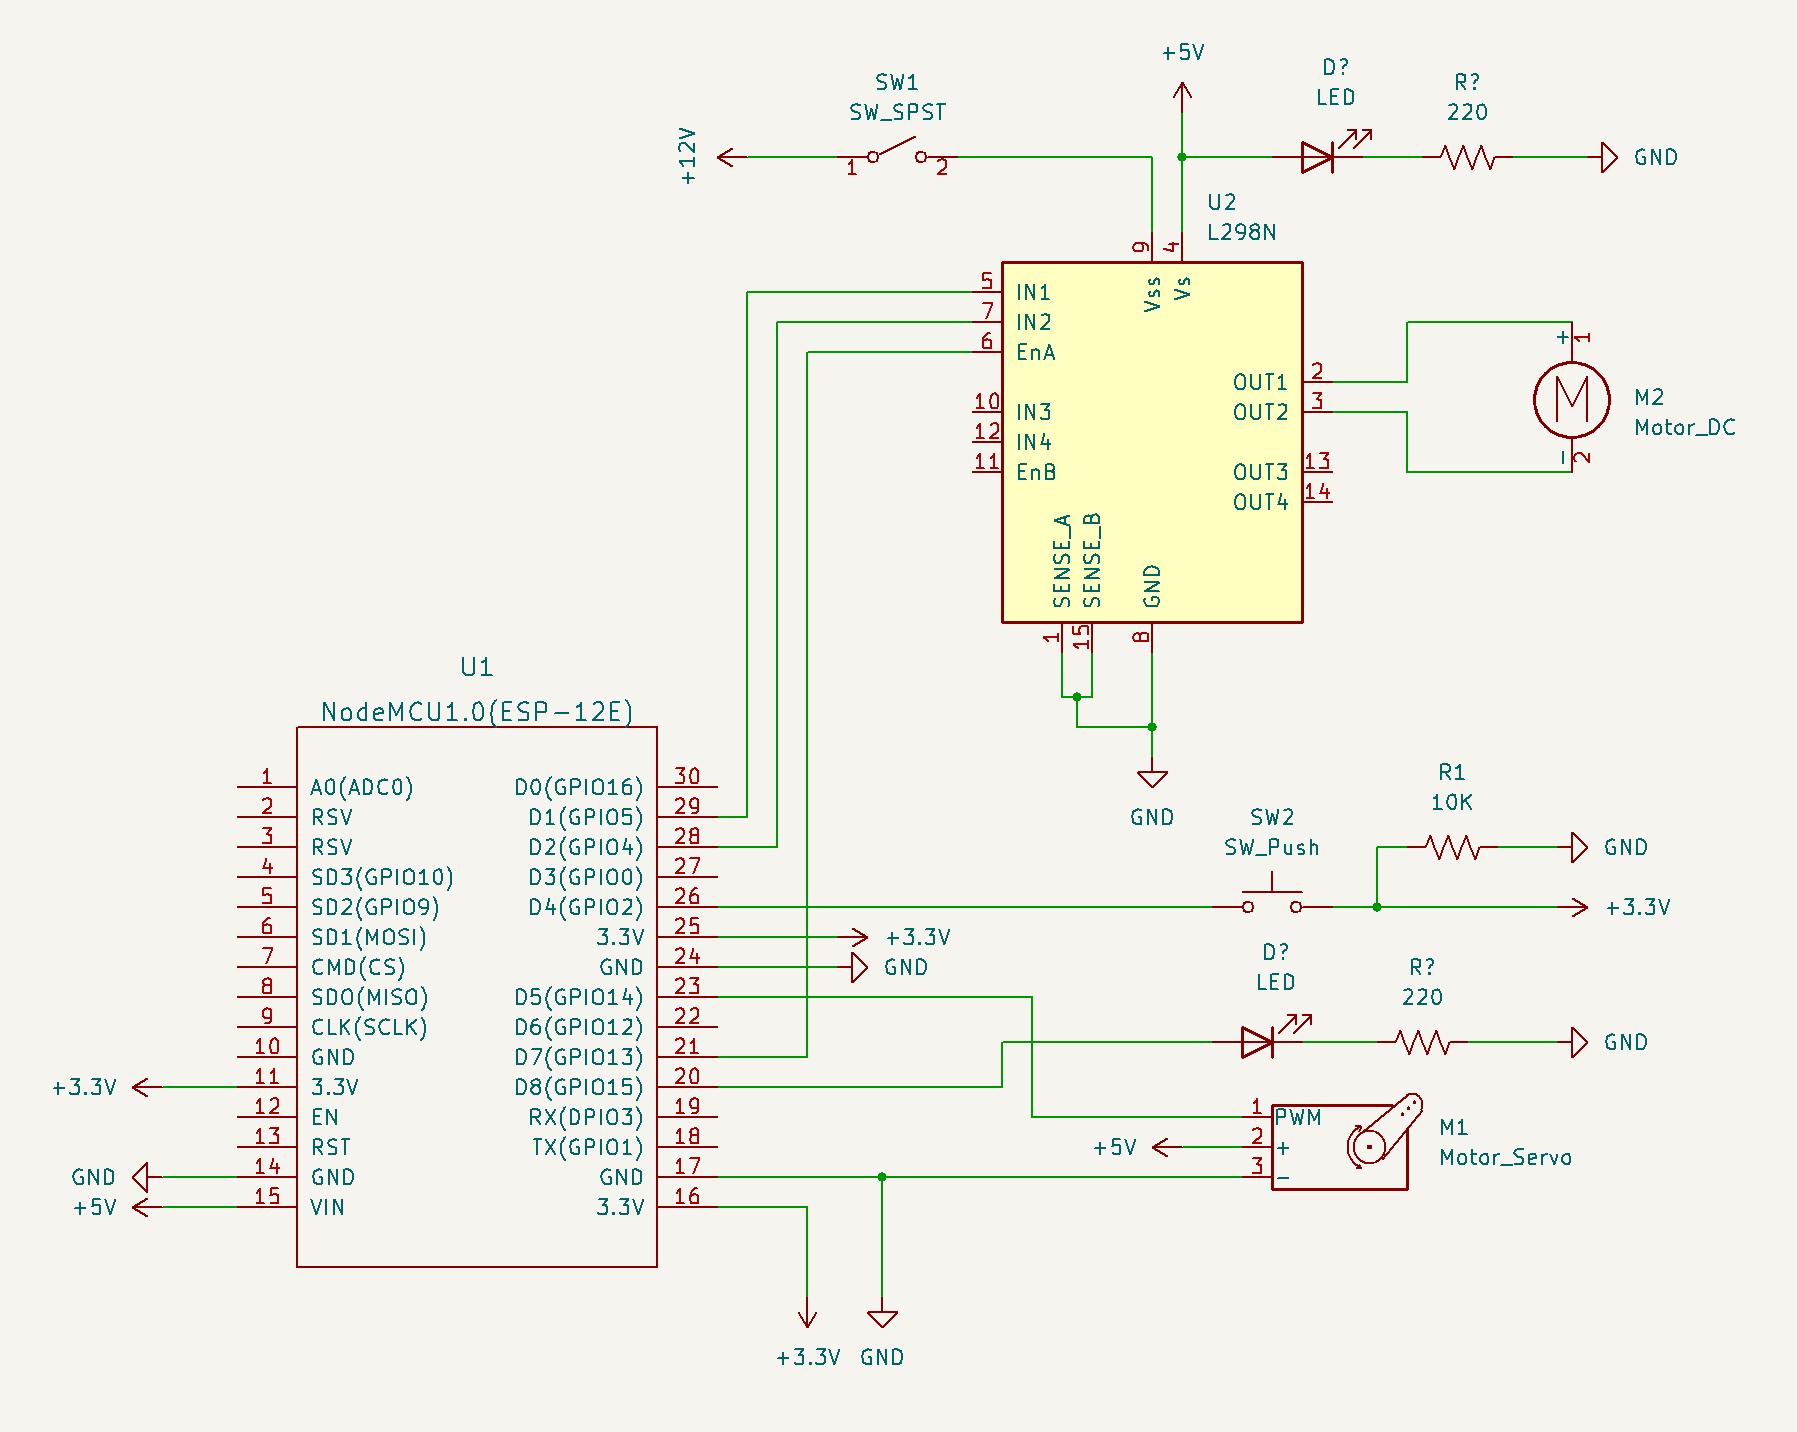 +5V
D?
LED
R?
220
SW1
SW_SPST
+12V
1
2
GND
U2
L298N
9
4
Vss
Vs
5
IN1
7
IN2
6
EnA
10
IN3
12
IN4
11
EnB
OUT1
2
OUT2
3
OUT3
13
OUT4
14
SENSE_A
SENSE_B
GND
1
15
8
GND
+
1
M
-
2
M2
Motor_DC
U1
NodeMCU1.0(ESP-12E)
1
A0(ADC0)
2
RSV
3
RSV
4
SD3(GPIO10)
5
SD2(GPIO9)
6
SD1(MOSI)
7
CMD(CS)
8
SDO(MISO)
9
CLK(SCLK)
10
GND
11
3.3V
12
EN
13
RST
14
GND
15
VIN
+3.3V
GND
+5V
D0(GPIO16)
30
D1(GPIO5)
29
D2(GPIO4)
28
D3(GPIO0)
27
D4(GPIO2)
26
3.3V
25
GND
24
D5(GPIO14)
23
D6(GPIO12)
22
D7(GPIO13)
21
D8(GPIO15)
20
RX(DPIO3)
19
TX(GPIO1)
18
GND
17
3.3V
16
+3.3V
GND
SW2
SW_Push
R1
10K
GND
+3.3V
D?
LED
R?
220
GND
1
PWM
2
+
3
-
+5V
M1
Motor_Servo
+3.3V
GND